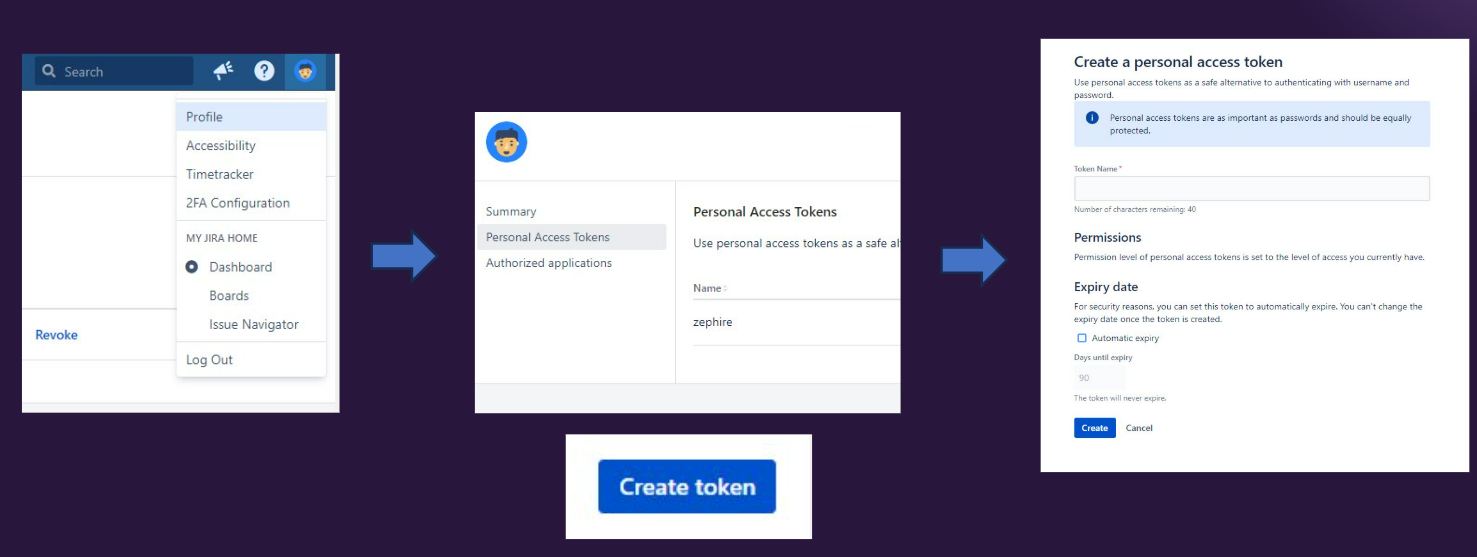 Search
Profile
Accessibility
Timetracker
2FA Configuration
MY JIRA HOME
Dashboard
Boards
Issue Navigator
Log Out
Revoke
Summary
Personal Access Tokens
Authorized applications
Personal Access Tokens
Use personal access tokens as a safe al
Name
zephire
Create token
Create a personal access token
Use personal access tokens as a safe alternative to authenticating with username and
password.
Personal access tokens are as important as passwords and should be equally
protected.
Token Name*
Number of characters remaining: 40
Permissions
Permission level of personal access tokens is set to the level of access you currently have.
Expiry date
For security reasons, you can set this token to automatically expire. You can't change the
expiry date once the token is created.
Automatic expiry
Days until expiry
90
The token will never expire.
Create Cancel